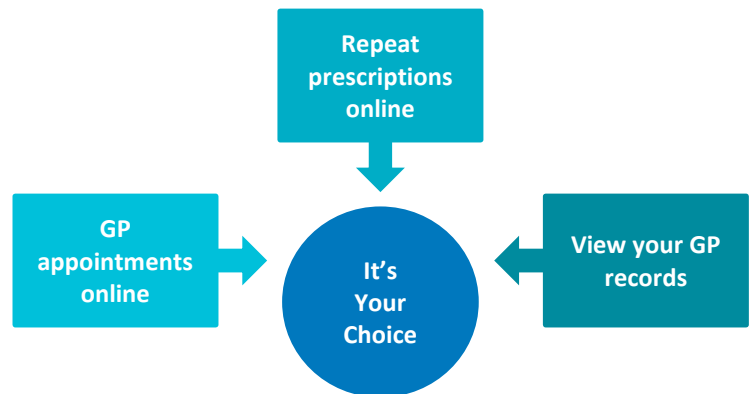 Repeat
prescriptions
online
GP
appointments
online
It’s
Your
Choice
View your GP
records